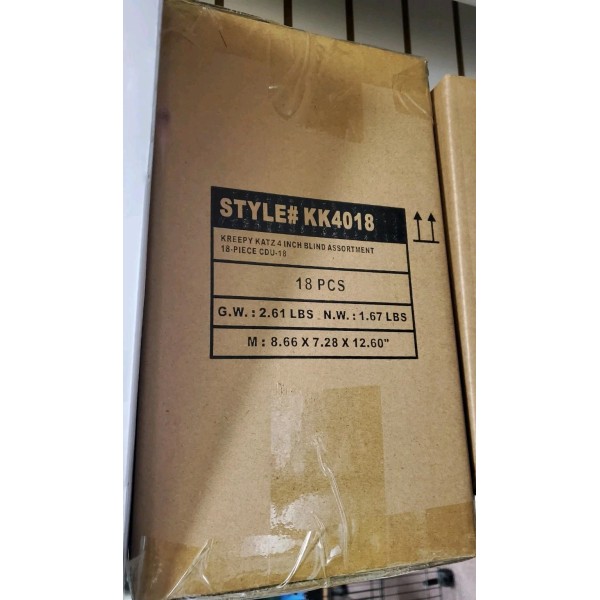 STYLE# KK4018
KREEPY KATZ 4 INCH BLIND ASSORTMENT
18-PIECE CDU-18
18 PCS
G.W. : 2.61 LBS N.W. : 1.67 LBS
M : 8.66 X 7.28 X 12.60"